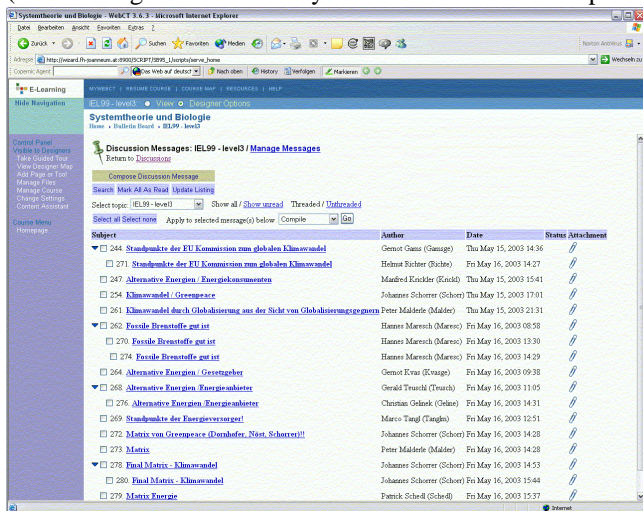 Systemtheorie und Biologie - WebCT 3.6.3 - Microsoft Internet Explorer
Datei Bearbeiten Ansicht Favoriten Extras ?
Zurück Suchen Favoriten Medien Norton AntiVirus
Adresse http://wizard.fh-joanneum.at:8900/SCRIPT/SB95_1/scripts/serve_home Wechseln zu
Copernic Agent Das Web auf deutsch Nach oben History Verfolgen Markieren
E-Learning MYWEBCT | RESUME COURSE | COURSE MAP | RESOURCES | HELP
Hide Navigation IEL99 - level3 View Designer Options
Systemtheorie und Biologie
Home › Bulletin Board › IEL99 - level3
Control Panel
Visible to Designers
Take Guided Tour
View Designer Map
Add Page or Tool
Manage Files
Manage Course
Change Settings
Content Assistant
Course Menu
Homepage
Discussion Messages: IEL99 - level3 / Manage Messages
Return to Discussions
Compose Discussion Message
Search Mark All As Read Update Listing
Select topic: IEL99 - level3 Show all / Show unread Threaded / Unthreaded
Select all Select none Apply to selected message(s) below Compile Go
Subject Author Date Status Attachment
244. Standpunkte der EU Kommission zum globalen Klimawandel Gernot Gams (Gamsge) Thu May 15, 2003 14:36
271. Standpunkte der EU Kommission zum globalen Klimawandel Helmut Richter (Richte) Fri May 16, 2003 14:27
247. Alternative Energien / Energiekonsumenten Manfred Krickler (Krickl) Thu May 15, 2003 15:41
254. Klimawandel / Greenpeace Johannes Schorrer (Schorr) Thu May 15, 2003 17:01
261. Klimawandel durch Globalisierung aus der Sicht von Globalisierungsgegnern Peter Malderle (Malder) Thu May 15, 2003 21:31
262. Fossile Brenstoffe gut ist Hannes Maresch (Maresc) Fri May 16, 2003 08:58
270. Fossile Brenstoffe gut ist Hannes Maresch (Maresc) Fri May 16, 2003 13:30
274. Fossile Brenstoffe gut ist Hannes Maresch (Maresc) Fri May 16, 2003 14:29
264. Alternative Energien / Gesetzgeber Gernot Kvas (Kvasge) Fri May 16, 2003 09:38
268. Alternative Energien /Energieanbieter Gerald Teuschl (Teusch) Fri May 16, 2003 11:05
276. Alternative Energien /Energieanbieter Christian Gelinek (Geline) Fri May 16, 2003 14:31
269. Standpunkte der Energieversorger! Marco Tangl (Tanglm) Fri May 16, 2003 12:51
272. Matrix von Greenpeace (Dornhofer, Nöst, Schorrer)!! Johannes Schorrer (Schorr) Fri May 16, 2003 14:28
273. Matrix Peter Malderle (Malder) Fri May 16, 2003 14:28
278. Final Matrix - Klimawandel Johannes Schorrer (Schorr) Fri May 16, 2003 14:53
280. Final Matrix - Klimawandel Johannes Schorrer (Schorr) Fri May 16, 2003 15:44
279. Matrix Energie Patrick Schedl (Schedl) Fri May 16, 2003 15:37
Internet